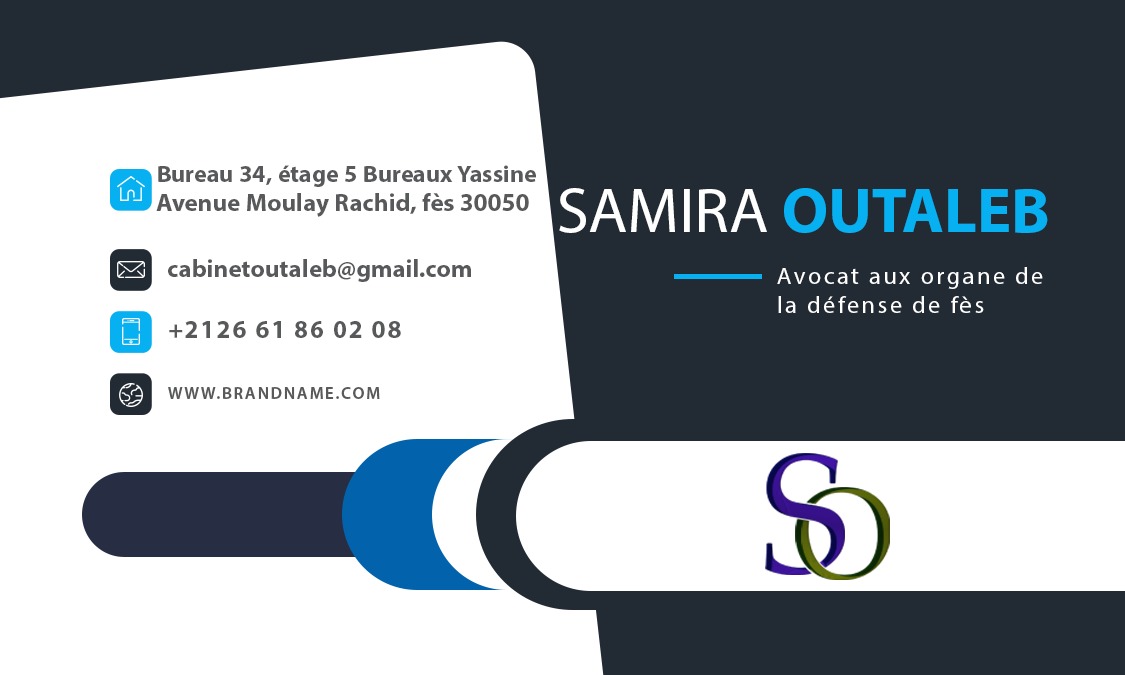 Bureau 34, étage 5 Bureaux Yassine
Avenue Moulay Rachid, fès 30050
cabinetoutaleb@gmail.com
+2126 61 86 02 08
WWW.BRANDNAME.COM
SAMIRA OUTALEB
Avocat aux organe de
la défense de fès
SO